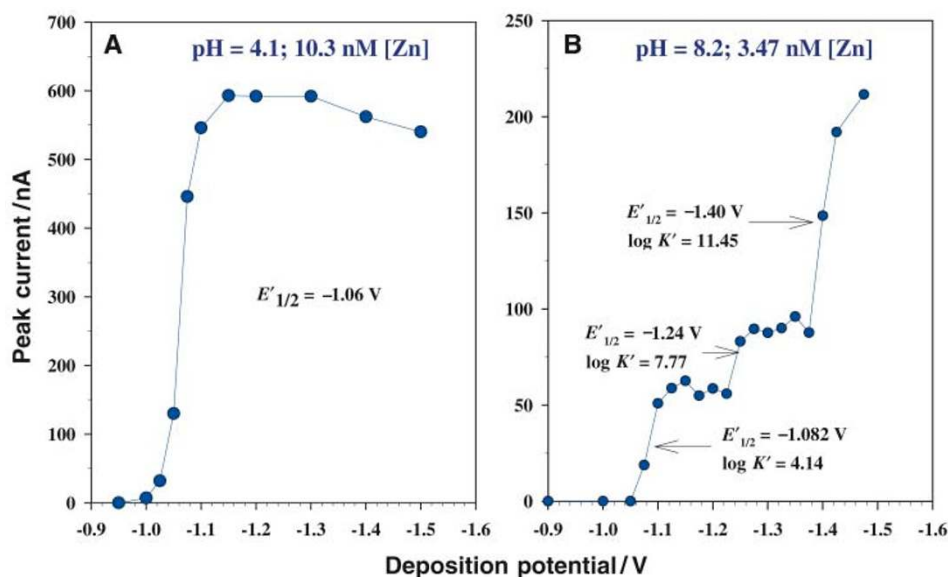 A
pH = 4.1; 10.3 nM [Zn]
700
600
500
400
300
200
100
0
E′1/2 = −1.06 V
-0.9 -1.0 -1.1 -1.2 -1.3 -1.4 -1.5 -1.6
Peak current/nA
B
pH = 8.2; 3.47 nM [Zn]
250
200
150
100
50
0
E′1/2 = −1.40 V
log K′ = 11.45
E′1/2 = −1.24 V
log K′ = 7.77
E′1/2 = −1.082 V
log K′ = 4.14
-0.9 -1.0 -1.1 -1.2 -1.3 -1.4 -1.5 -1.6
Deposition potential/V